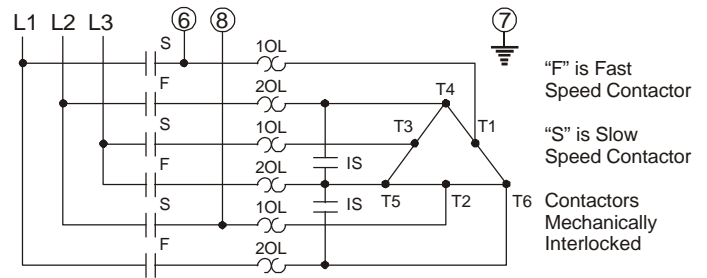 L1 L2 L3 6 8 7
S 1OL
F 2OL T4
S 1OL T3 T1
F 2OL IS
S 1OL IS T5 T2 T6
F 2OL
“F” is Fast
Speed Contactor
“S” is Slow
Speed Contactor
Contactors
Mechanically
Interlocked